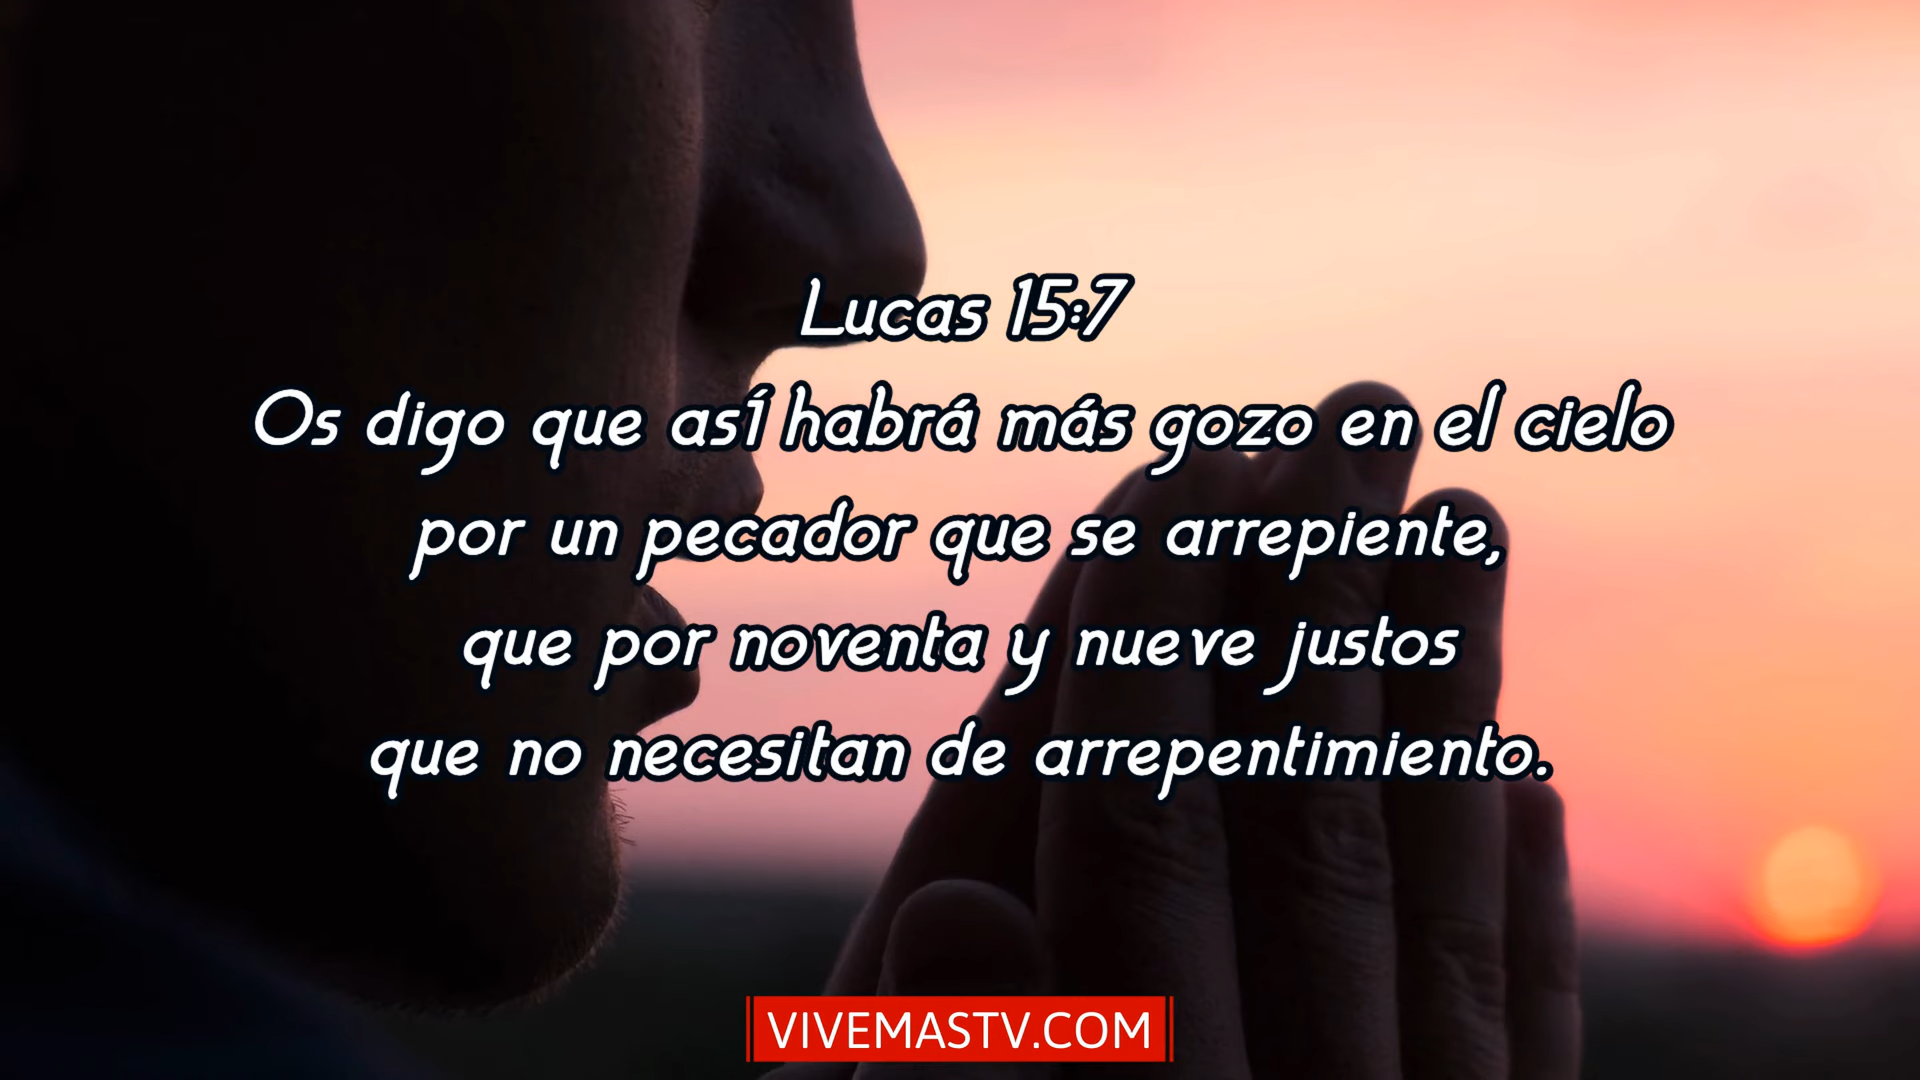 Lucas 15:7
Os digo que así habrá más gozo en el cielo
por un pecador que se arrepiente,
que por noventa y nueve justos
que no necesitan de arrepentimiento.
VIVEMASTV.COM